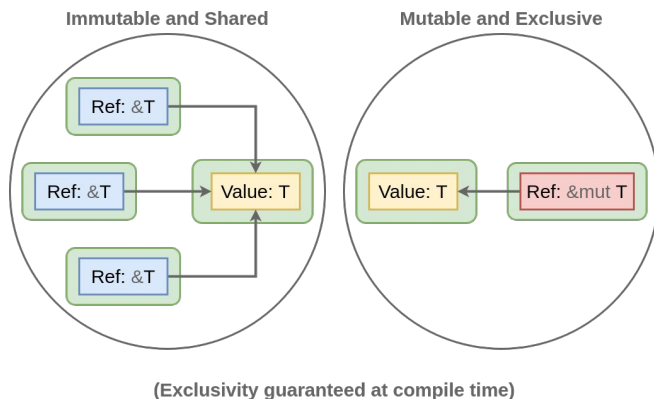 Immutable and Shared
Mutable and Exclusive
Ref: &T
Ref: &T
Value: T
Ref: &T
Value: T
Ref: &mut T
(Exclusivity guaranteed at compile time)